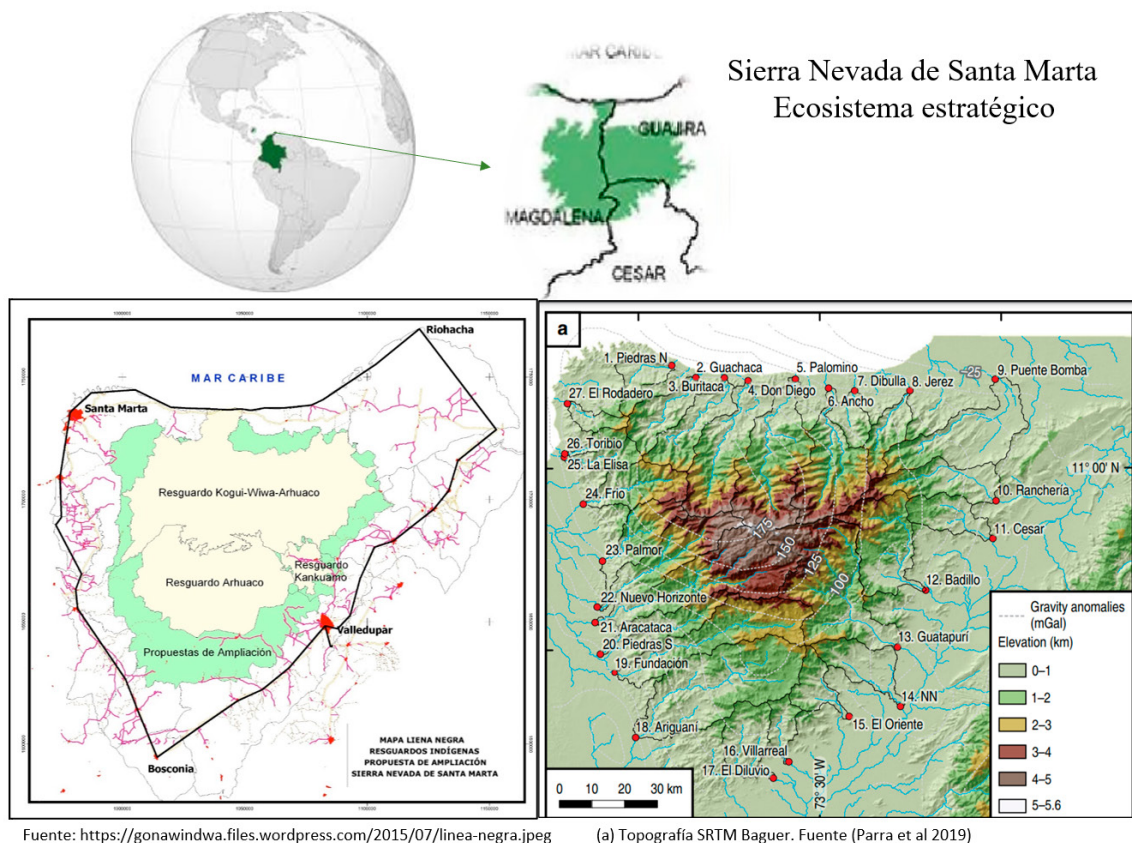 Sierra Nevada de Santa Marta
Ecosistema estratégico
MAR CARIBE
GUAJIRA
MAGDALENA
CESAR
Riohacha
MAR CARIBE
Santa Marta
Resguardo Kogui-Wiwa-Arhuaco
Resguardo
Kankuamo
Resguardo Arhuaco
Valledupar
Propuestas de Ampliación
Bosconia
MAPA LIENA NEGRA
RESGUARDOS INDÍGENAS
PROPUESTA DE AMPLIACIÓN
SIERRA NEVADA DE SANTA MARTA
a
1. Piedras N
2. Guachaca
3. Buritaca
4. Don Diego
5. Palomino
6. Ancho
7. Dibulla
8. Jerez
9. Puente Bomba
-25
27. El Rodadero
26. Toribio
25. La Elisa
11° 00' N
24. Frio
10. Ranchería
11. Cesar
175
150
125
100
23. Palmor
12. Badillo
22. Nuevo Horizonte
21. Aracataca
20. Piedras S
19. Fundación
13. Guatapurí
14. NN
15. El Oriente
18. Ariguaní
16. Villarreal
17. El Diluvio
73° 30' W
0 10 20 30 km
Gravity anomalies
(mGal)
Elevation (km)
0–1
1–2
2–3
3–4
4–5
5–5.6
Fuente: https://gonawindwa.files.wordpress.com/2015/07/linea-negra.jpeg
(a) Topografía SRTM Baguer. Fuente (Parra et al 2019)